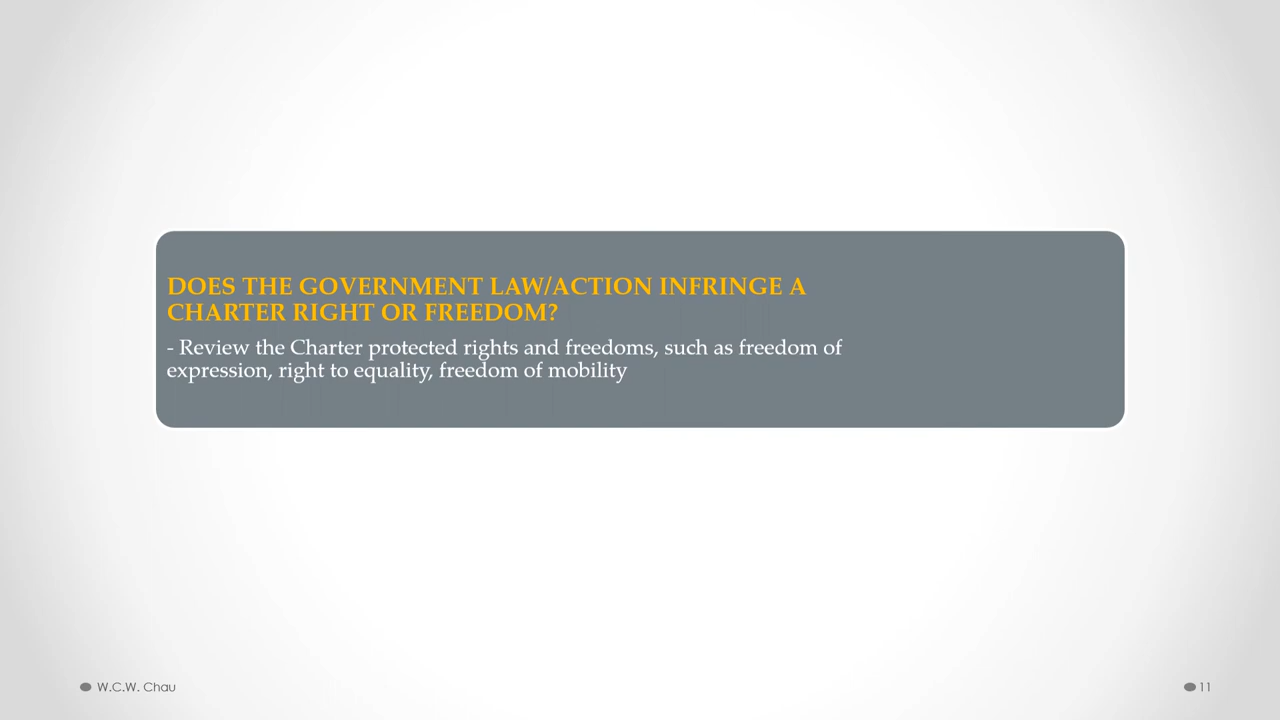 DOES THE GOVERNMENT LAW/ACTION INFRINGE A
CHARTER RIGHT OR FREEDOM?
- Review the Charter protected rights and freedoms, such as freedom of
expression, right to equality, freedom of mobility
W.C.W. Chau
11